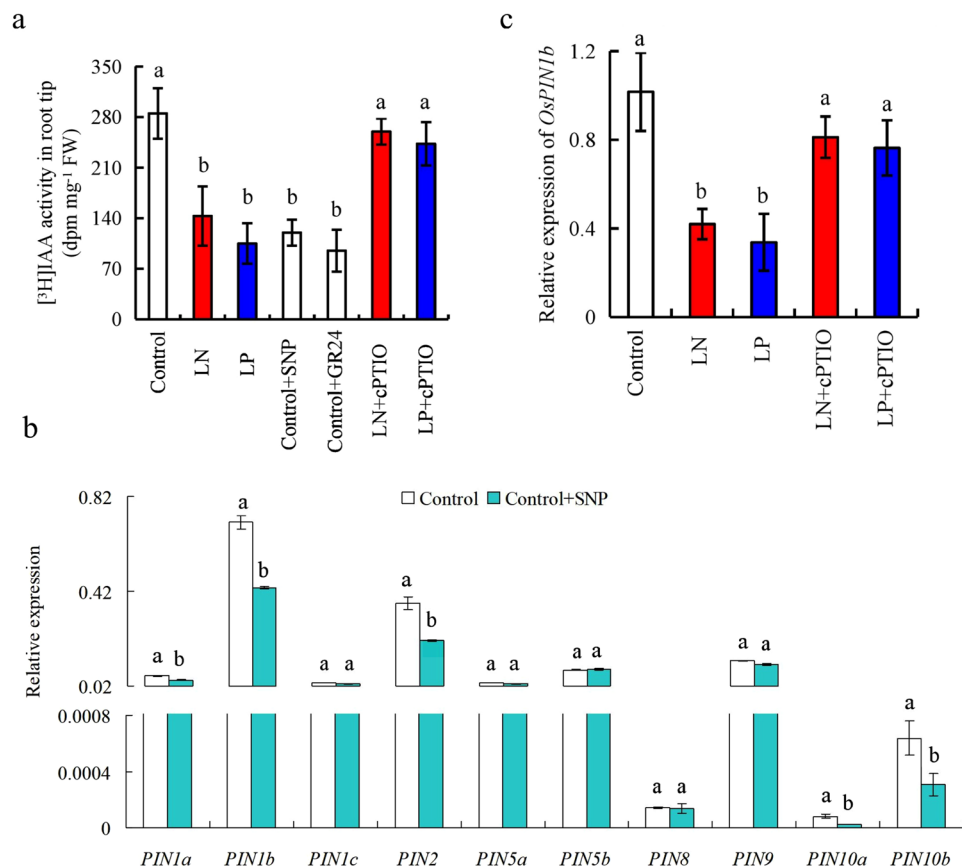 a
[³H]IAA activity in root tip
(dpm mg⁻¹ FW)
350
280
210
140
70
0
a
b
b
b
b
a
a
Control
LN
LP
Control+SNP
Control+GR24
LN+cPTIO
LP+cPTIO
c
Relative expression of OsPIN1b
1.2
0.8
0.4
0
a
b
b
a
a
Control
LN
LP
LN+cPTIO
LP+cPTIO
b
Relative expression
0.82
0.42
0.02
0.0008
0.0004
0
Control Control+SNP
a b
a b
a a
a b
a a
a a
a a
a a
a b
a b
PIN1a PIN1b PIN1c PIN2 PIN5a PIN5b PIN8 PIN9 PIN10a PIN10b